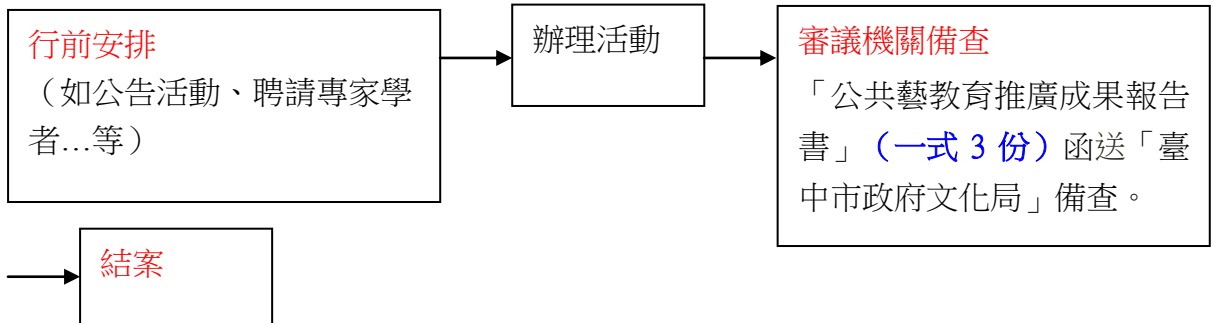 行前安排
（如公告活動、聘請專家學
者…等）
辦理活動
審議機關備查
「公共藝教育推廣成果報告
書」（一式 3 份）函送「臺
中市政府文化局」備查。
結案